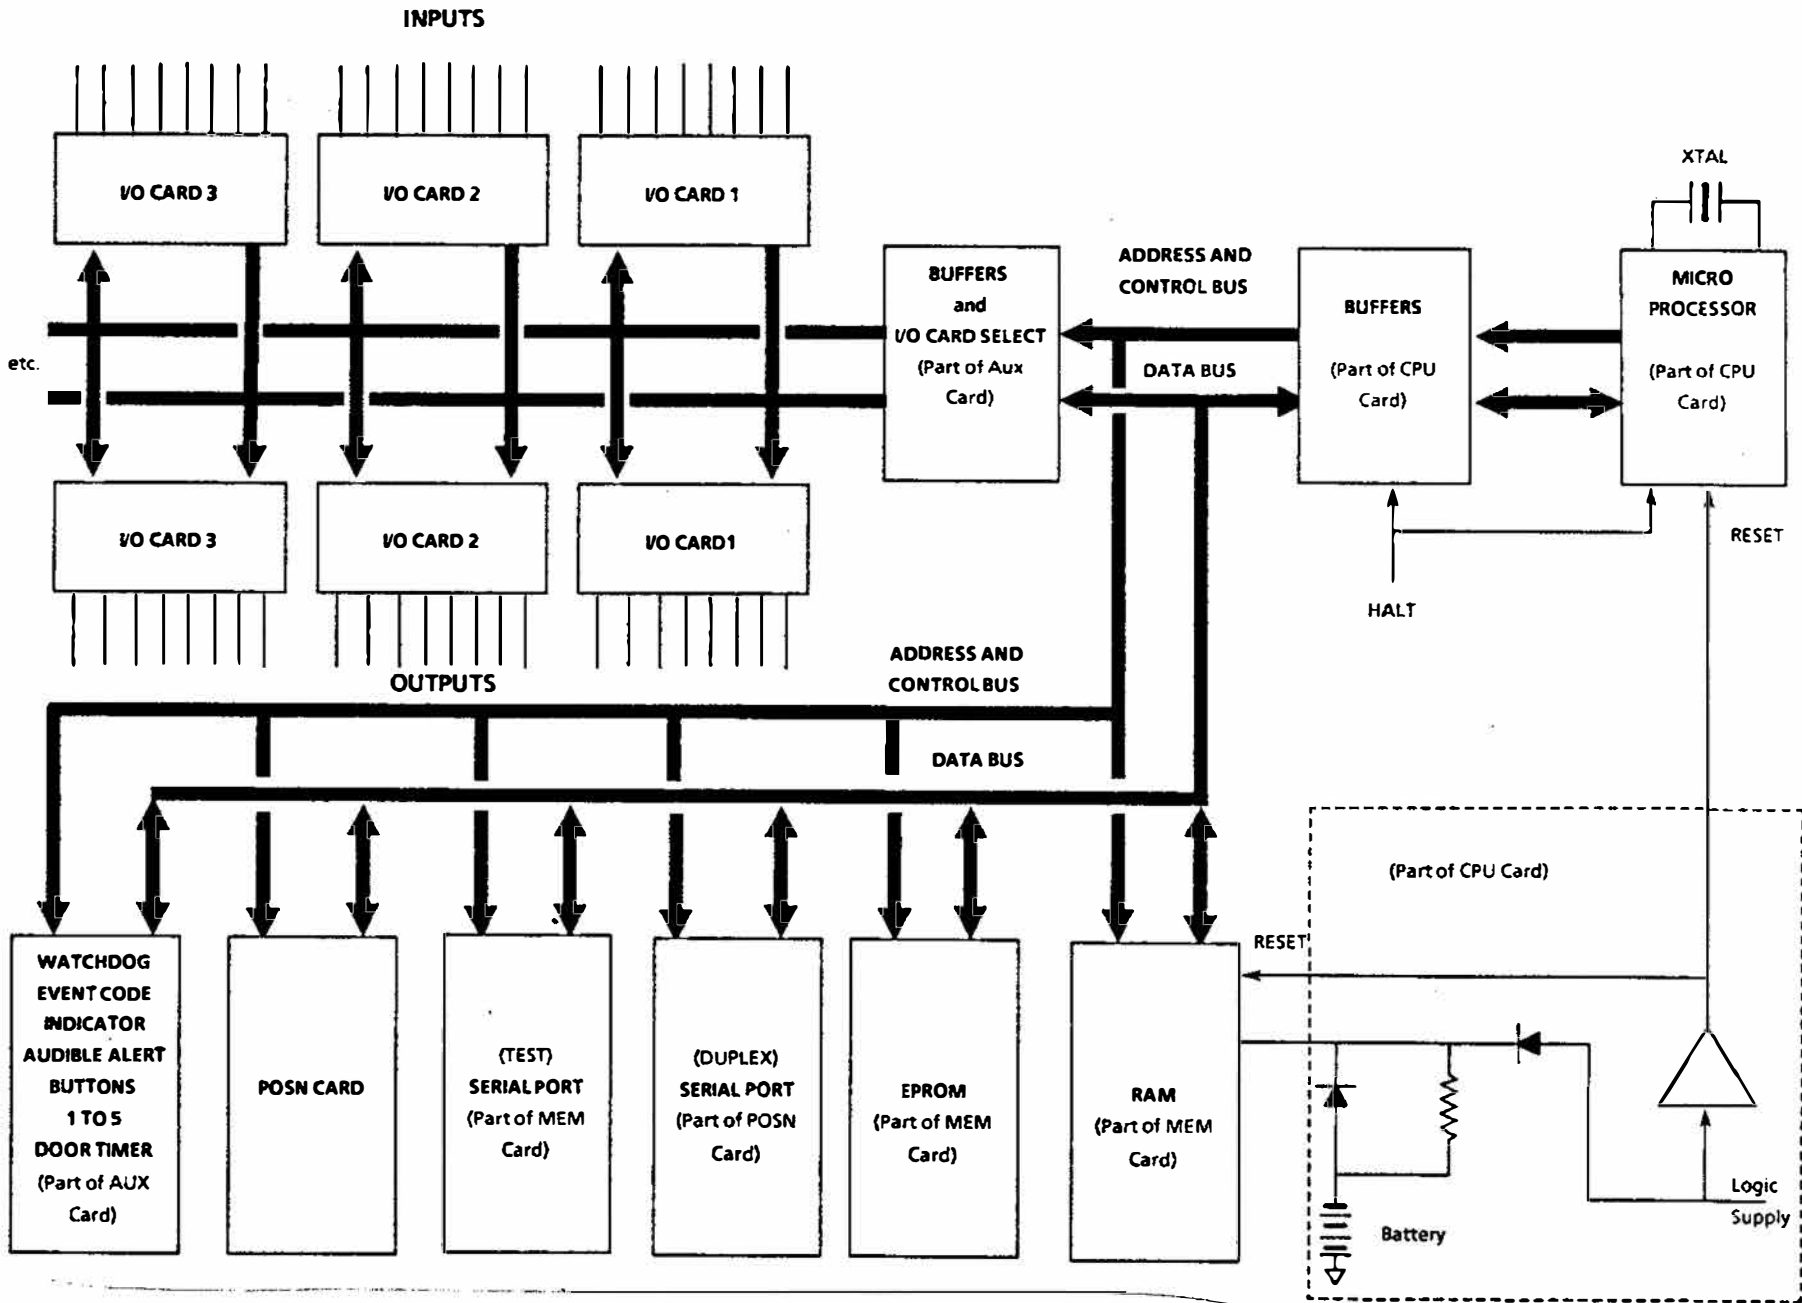 INPUTS
I/O CARD 3
I/O CARD 2
I/O CARD 1
XTAL
BUFFERS
and
I/O CARD SELECT
(Part of Aux
Card)
ADDRESS AND
CONTROL BUS
DATA BUS
BUFFERS
(Part of CPU
Card)
MICRO
PROCESSOR
(Part of CPU
Card)
etc.
I/O CARD 3
I/O CARD 2
I/O CARD1
HALT
RESET
OUTPUTS
ADDRESS AND
CONTROL BUS
DATA BUS
WATCHDOG
EVENT CODE
INDICATOR
AUDIBLE ALERT
BUTTONS
1 TO 5
DOOR TIMER
(Part of AUX
Card)
POSN CARD
(TEST)
SERIAL PORT
(Part of MEM
Card)
(DUPLEX)
SERIAL PORT
(Part of POSN
Card)
EPROM
(Part of MEM
Card)
RAM
(Part of MEM
Card)
RESET
(Part of CPU Card)
Battery
Logic
Supply